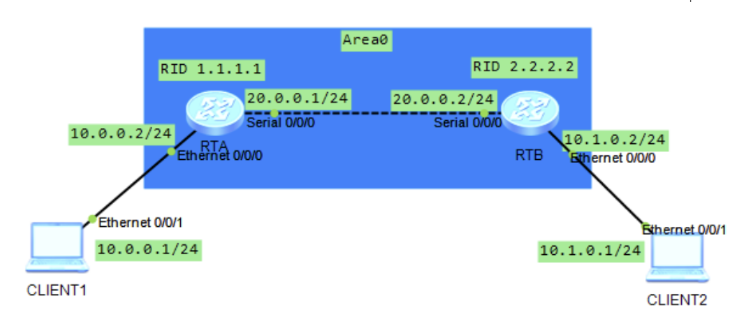 Area0
RID 1.1.1.1
RID 2.2.2.2
20.0.0.1/24
20.0.0.2/24
Serial 0/0/0
Serial 0/0/0
10.0.0.2/24
RTA
Ethernet 0/0/0
RTB
10.1.0.2/24
Ethernet 0/0/0
Ethernet 0/0/1
10.0.0.1/24
CLIENT1
Ethernet 0/0/1
10.1.0.1/24
CLIENT2